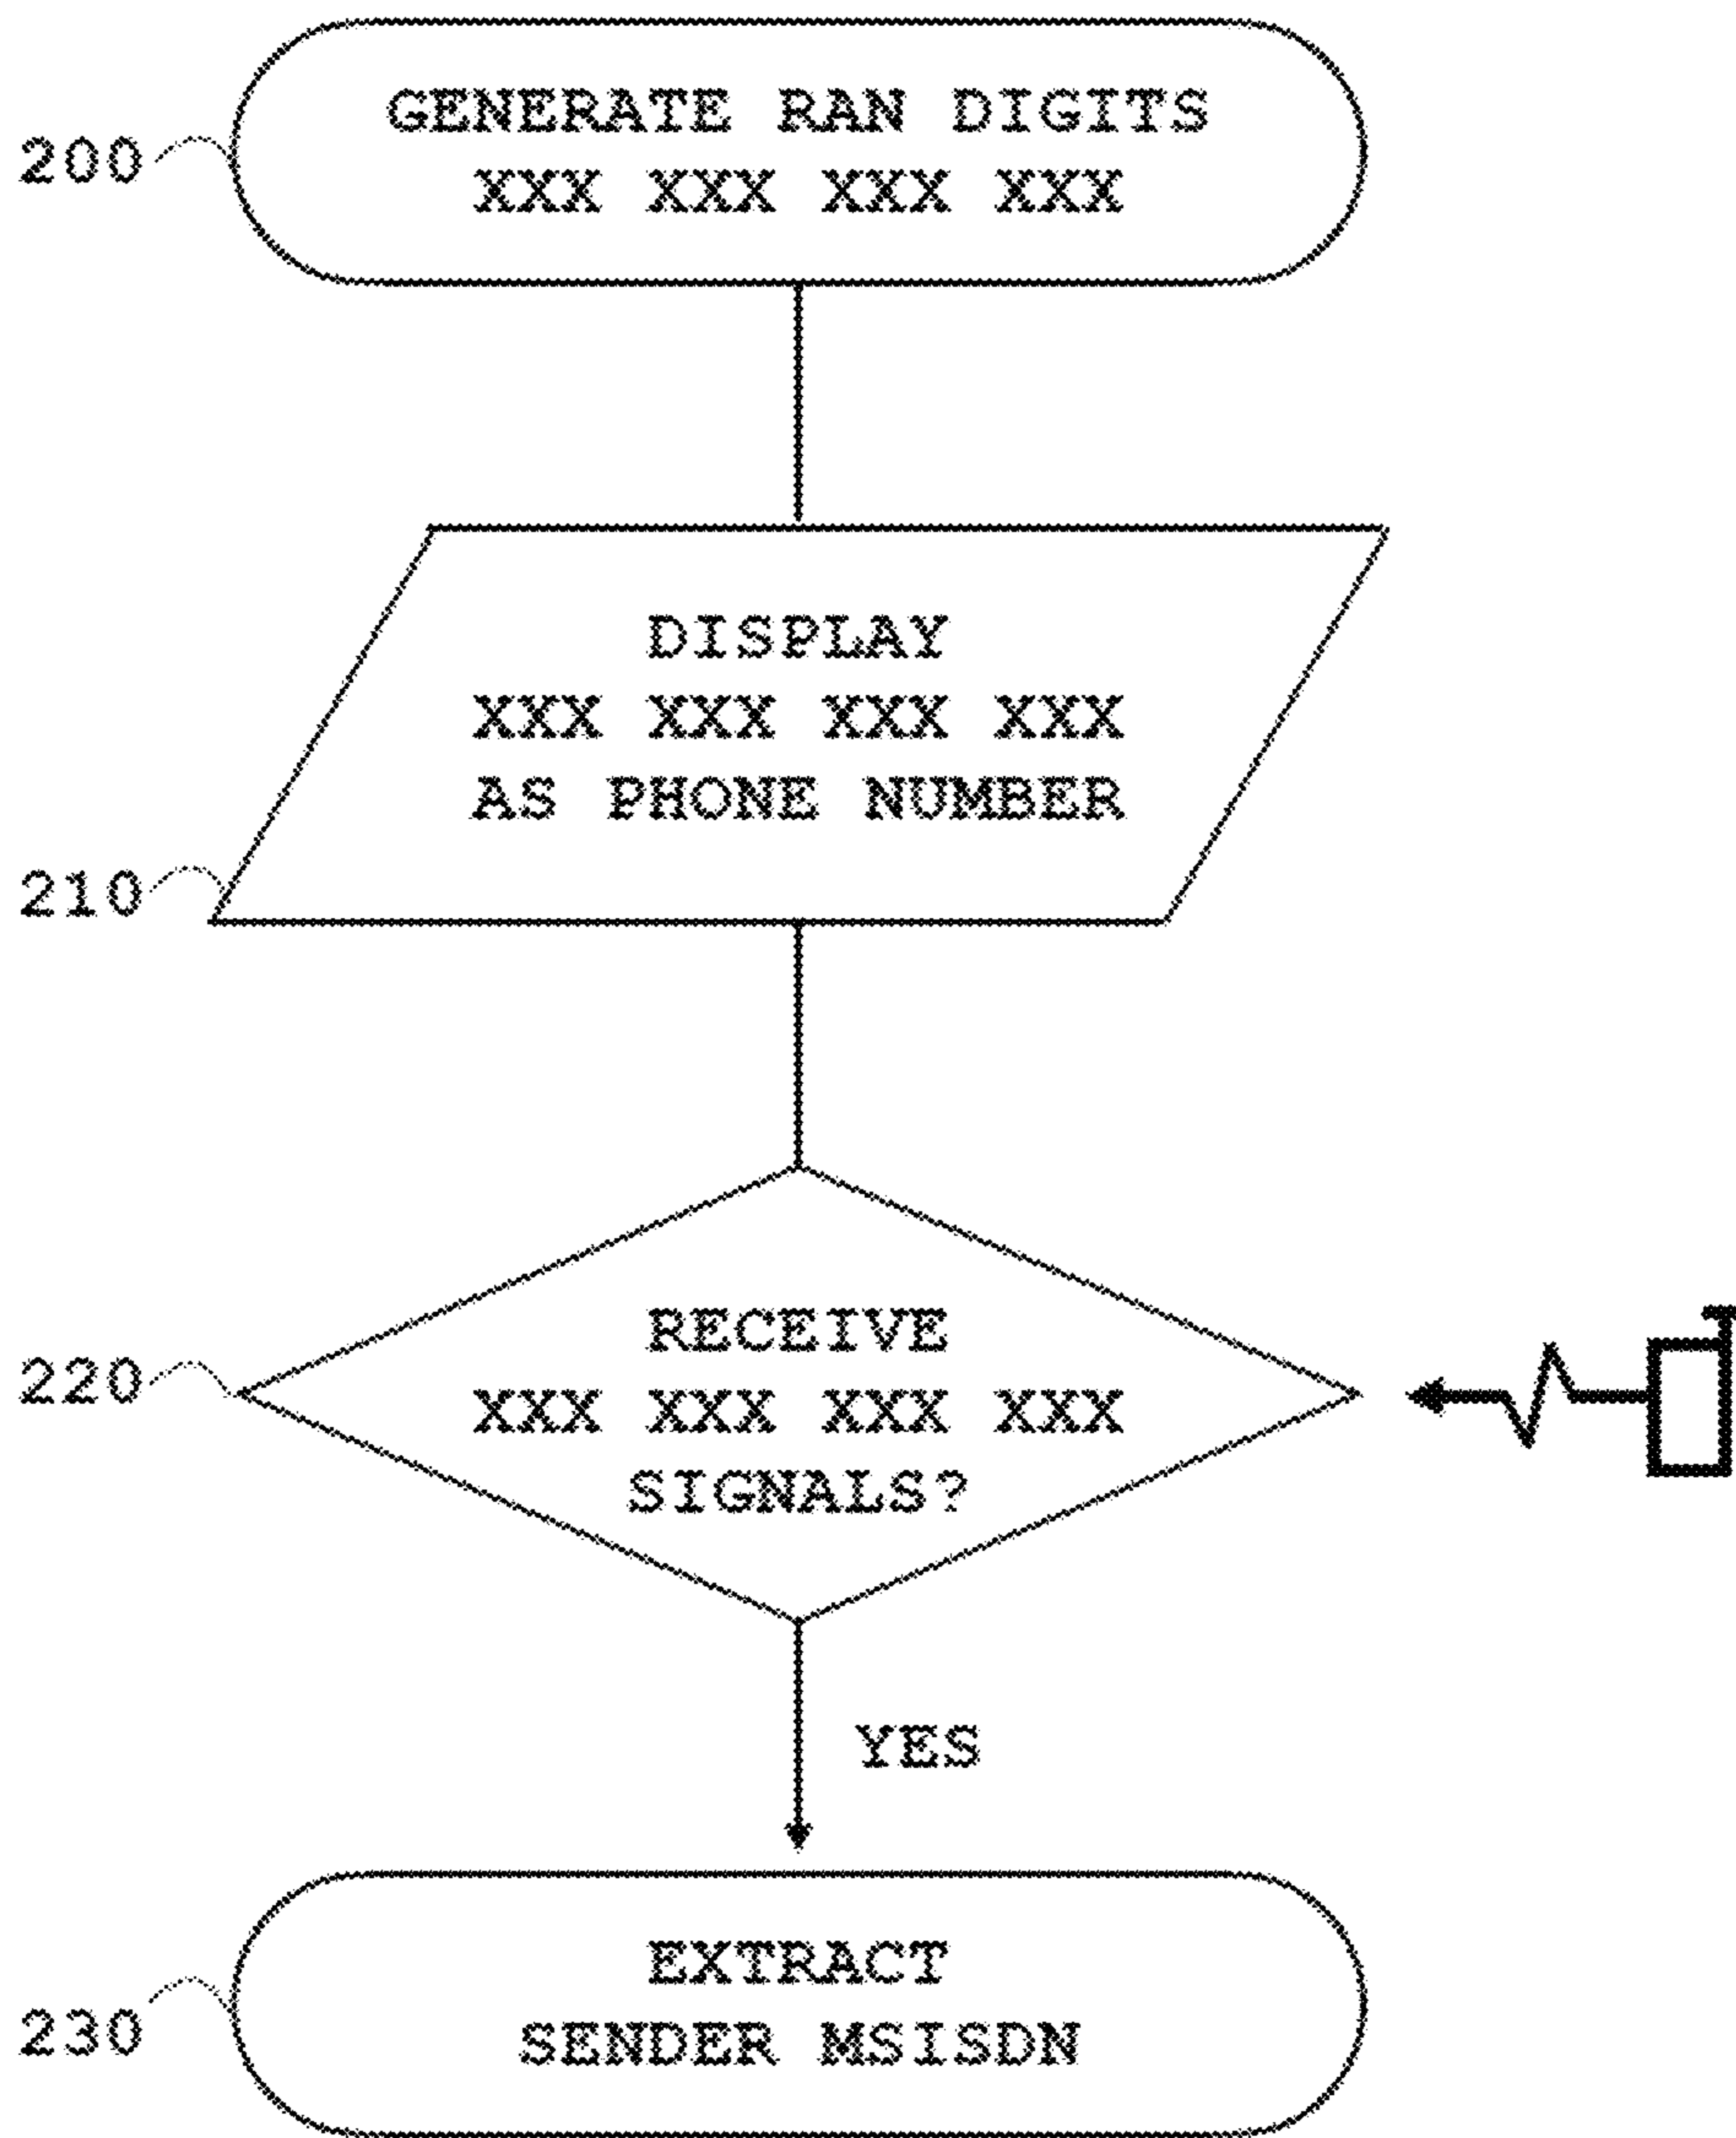 GENERATE RAN DIGITS
200
XXX XXX XXX XXX
DISPLAY
XXX XXX XXX XXX
AS PHONE NUMBER
210
RECEIVE
220
XXX XXX XXX XXX
SIGNALS?
YES
EXTRACT
230
SENDER MSISDN